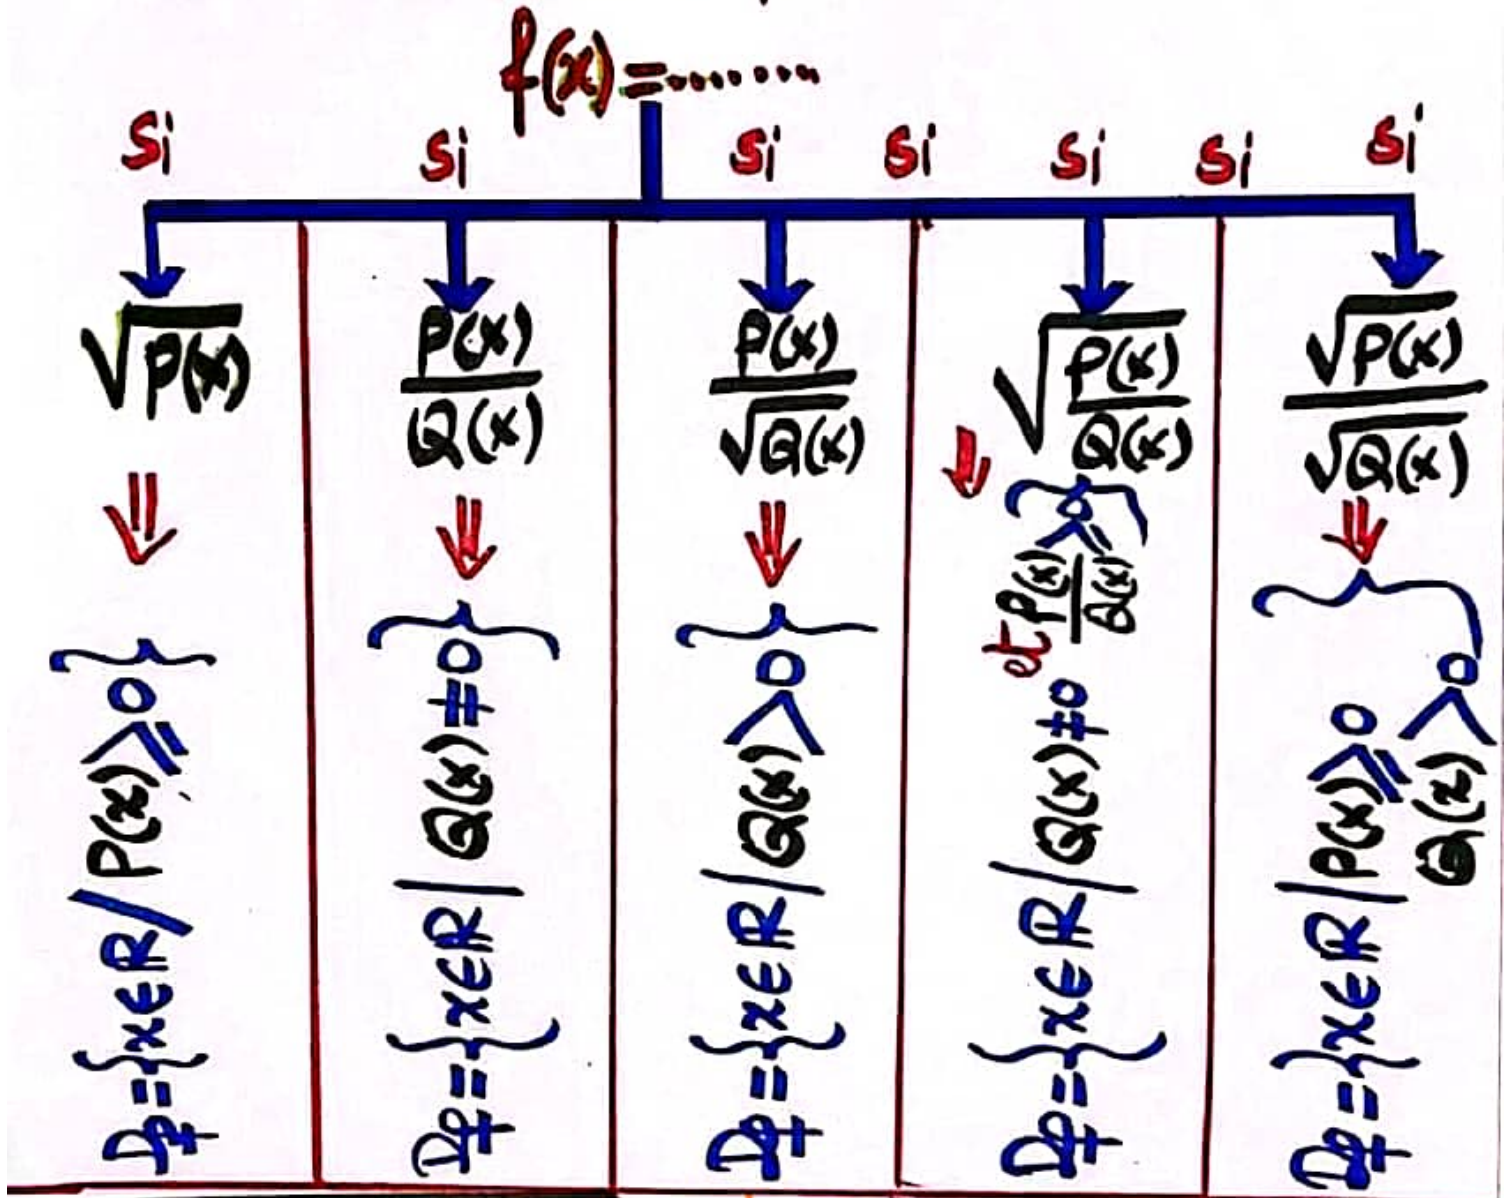 f(x)=.........
Si Si Si Si Si Si Si
√P(x)
P(x)/Q(x)
P(x)/√Q(x)
√(P(x)/Q(x))
√P(x)/√Q(x)
Df={x∈R/P(x)≥0}
Df={x∈R/Q(x)≠0}
Df={x∈R/Q(x)>0}
Df={x∈R/Q(x)≠0 et P(x)/Q(x)≥0}
Df={x∈R/P(x)≥0
Q(x)>0}